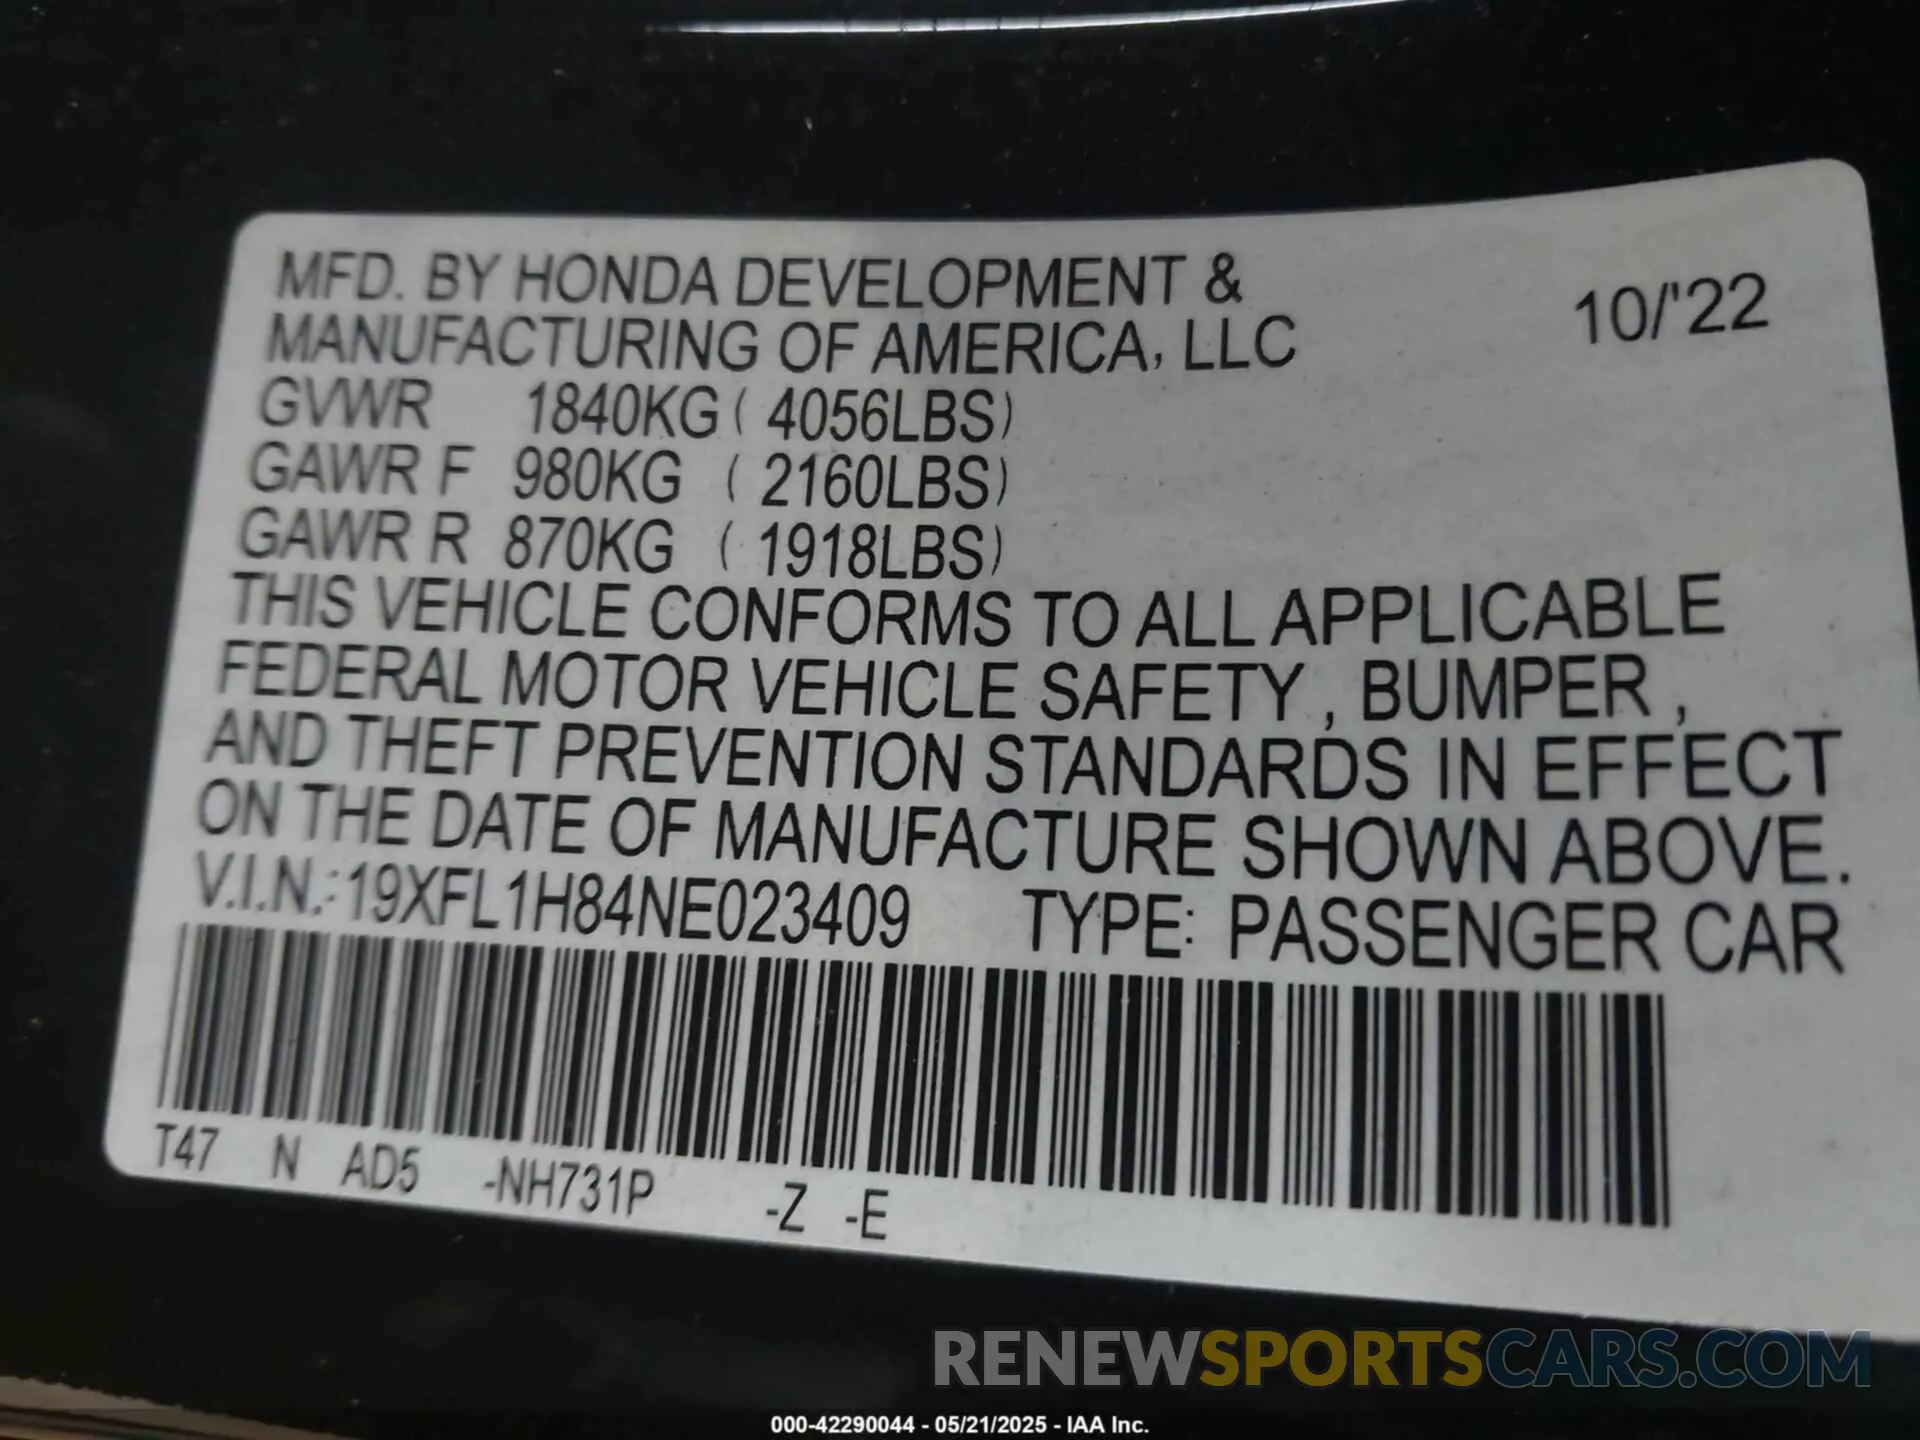 MFD. BY HONDA DEVELOPMENT &
MANUFACTURING OF AMERICA, LLC 10/'22
GVWR 1840KG ( 4056LBS)
GAWR F 980KG ( 2160LBS)
GAWR R 870KG ( 1918LBS)
THIS VEHICLE CONFORMS TO ALL APPLICABLE
FEDERAL MOTOR VEHICLE SAFETY , BUMPER ,
AND THEFT PREVENTION STANDARDS IN EFFECT
ON THE DATE OF MANUFACTURE SHOWN ABOVE.
V.I.N.: 19XFL1H84NE023409 TYPE: PASSENGER CAR
T47 N AD5 -NH731P -Z -E
RENEWSPORTSCARS.COM
000-42290044 - 05/21/2025 - IAA Inc.